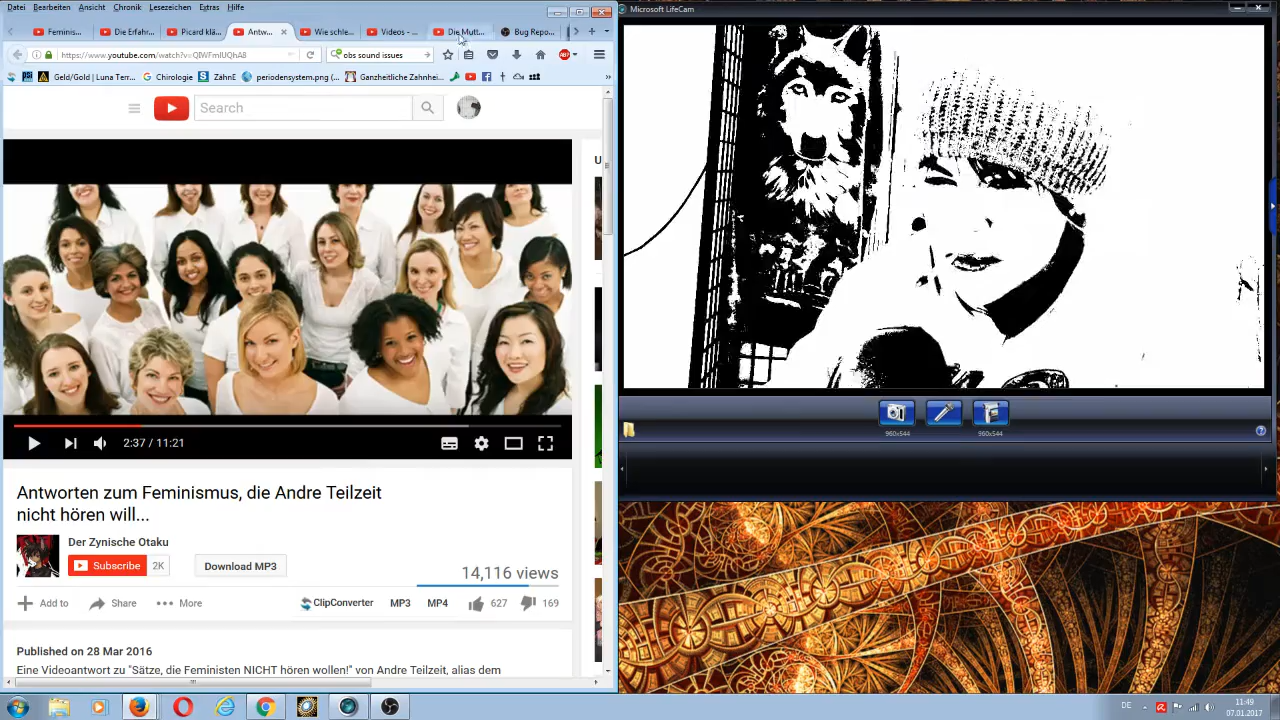 Datei Bearbeiten Ansicht Chronik Lesezeichen Extras Hilfe
Microsoft LifeCam
Feminis... Die Erfahr... Picard klä... Antw... Wie schle... Videos - ... Die Mutt... Bug Repo...
https://www.youtube.com/watch?v=QIWFmIUQhA8
obs sound issues
ABP
Geld/Gold | Luna Terr... Chirologie ZähnE periodensystem.png (... Ganzheitliche Zahnhei...
Search
U
2:37 / 11:21
960x544 960x544
Antworten zum Feminismus, die Andre Teilzeit
nicht hören will...
Der Zynische Otaku
Subscribe 2K Download MP3
14,116 views
Add to Share More ClipConverter MP3 MP4 627 169
Published on 28 Mar 2016
Eine Videoantwort zu "Sätze, die Feministen NICHT hören wollen!" von Andre Teilzeit, alias dem
DE
11:49
07.01.2017